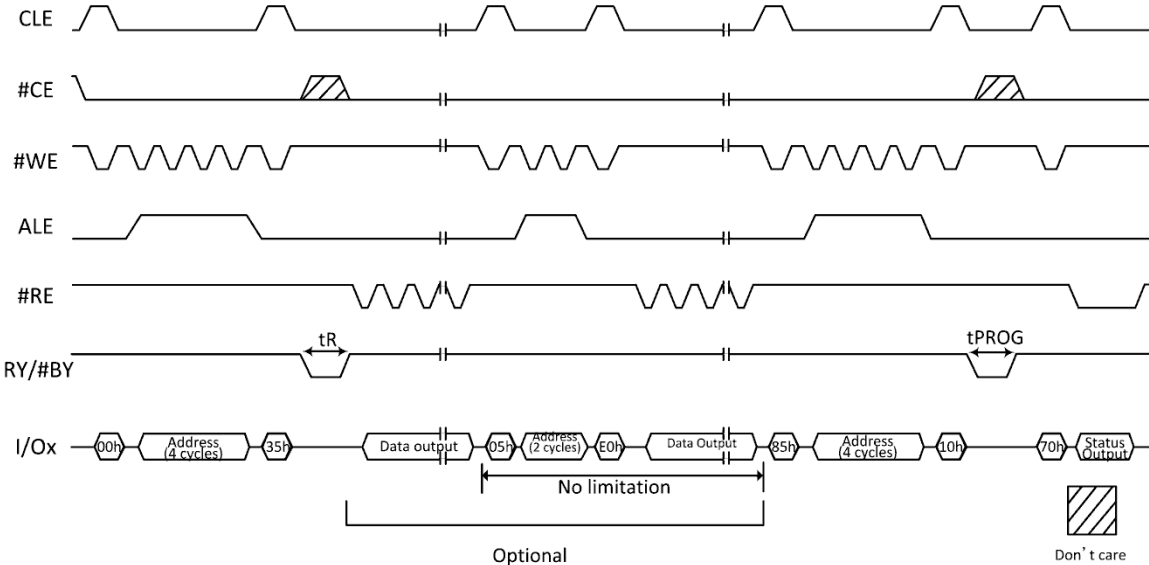 CLE
#CE
#WE
ALE
#RE
tR
tPROG
RY/#BY
I/Ox
00h
Address
(4 cycles)
35h
Data output
05h
Address
(2 cycles)
E0h
Data Output
85h
Address
(4 cycles)
10h
70h
Status
Output
No limitation
Optional
Don't care